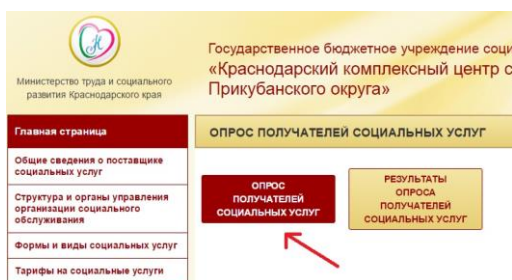 Министерство труда и социального
развития Краснодарского края
Государственное бюджетное учреждение
«Краснодарский комплексный центр
Прикубанского округа»
Главная страница
Общие сведения о поставщике
социальных услуг
Структура и органы управления
организации социального
обслуживания
Формы и виды социальных услуг
Тарифы на социальные услуги
ОПРОС ПОЛУЧАТЕЛЕЙ СОЦИАЛЬНЫХ УСЛУГ
ОПРОС
ПОЛУЧАТЕЛЕЙ
СОЦИАЛЬНЫХ УСЛУГ
РЕЗУЛЬТАТЫ
ОПРОСА
ПОЛУЧАТЕЛЕЙ
СОЦИАЛЬНЫХ УСЛУГ